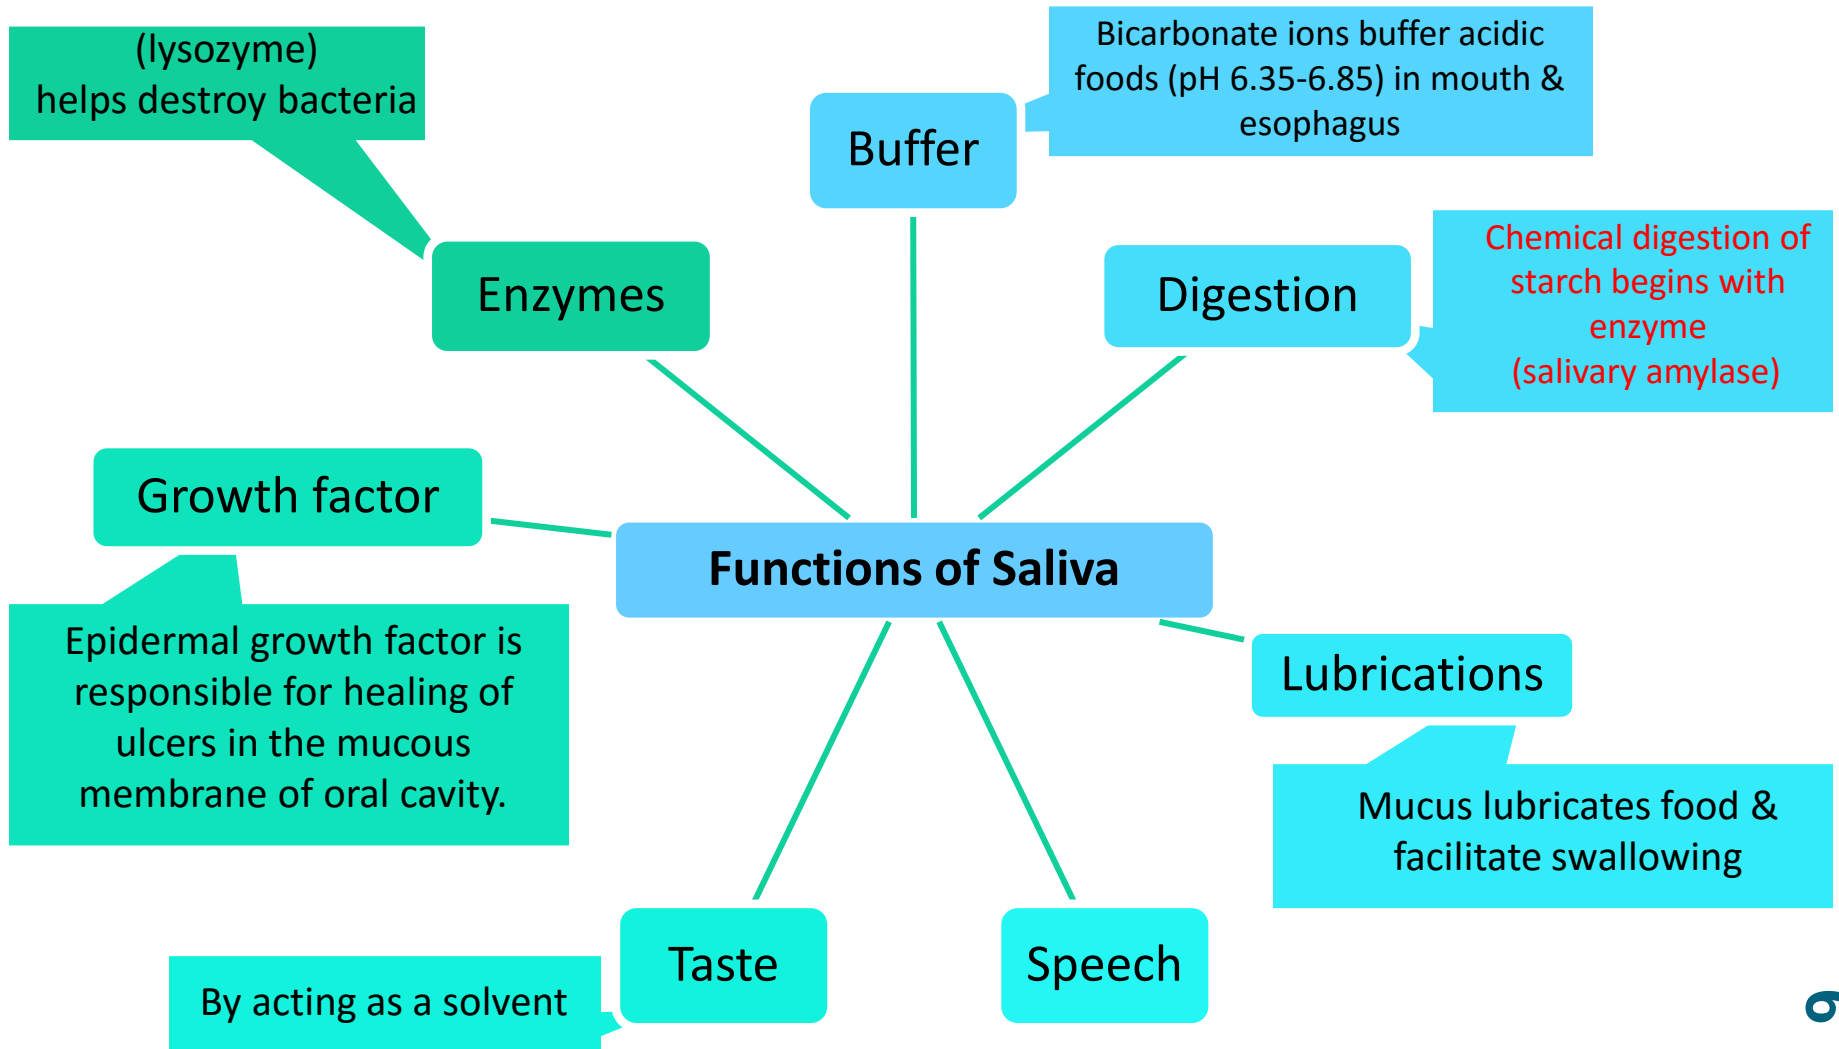 (lysozyme)
helps destroy bacteria
Bicarbonate ions buffer acidic
foods (pH 6.35-6.85) in mouth &
esophagus
Buffer
Enzymes
Digestion
Chemical digestion of
starch begins with
enzyme
(salivary amylase)
Growth factor
Functions of Saliva
Epidermal growth factor is
responsible for healing of
ulcers in the mucous
membrane of oral cavity.
Lubrications
Mucus lubricates food &
facilitate swallowing
Taste
Speech
By acting as a solvent
9